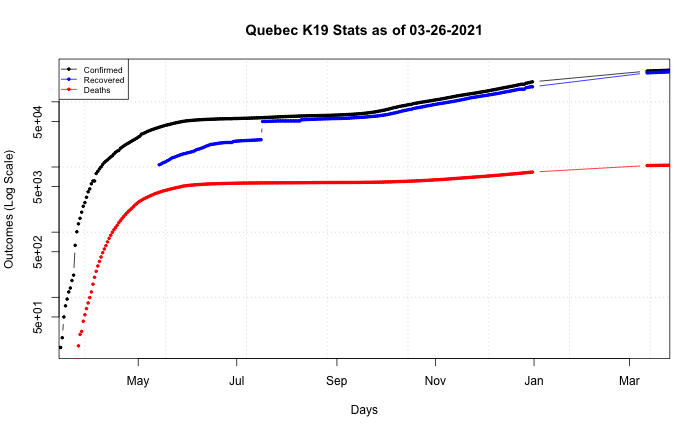 Quebec K19 Stats as of 03-26-2021
Confirmed
Recovered
Deaths
Outcomes (Log Scale)
5e+04
5e+03
5e+02
5e+01
May Jul Sep Nov Jan Mar
Days